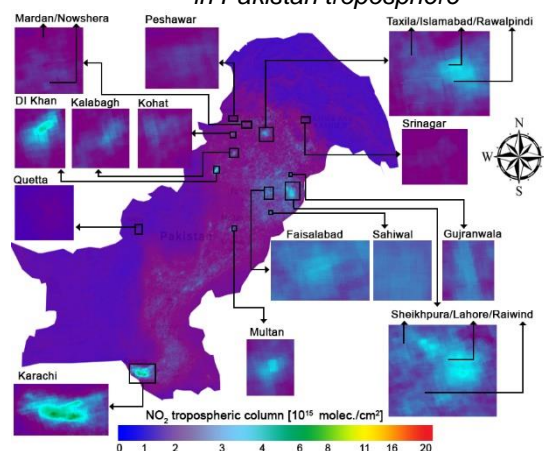 in Pakistan troposphere
Mardan/Nowshera
Peshawar
Taxila/Islamabad/Rawalpindi
DI Khan
Kalabagh
Kohat
Srinagar
N
W
E
S
Quetta
Pakistan
Faisalabad
Sahiwal
Gujranwala
Multan
Sheikhpura/Lahore/Raiwind
Karachi
NO2 tropospheric column [10^15 molec./cm²]
0 1 2 3 4 6 8 11 16 20